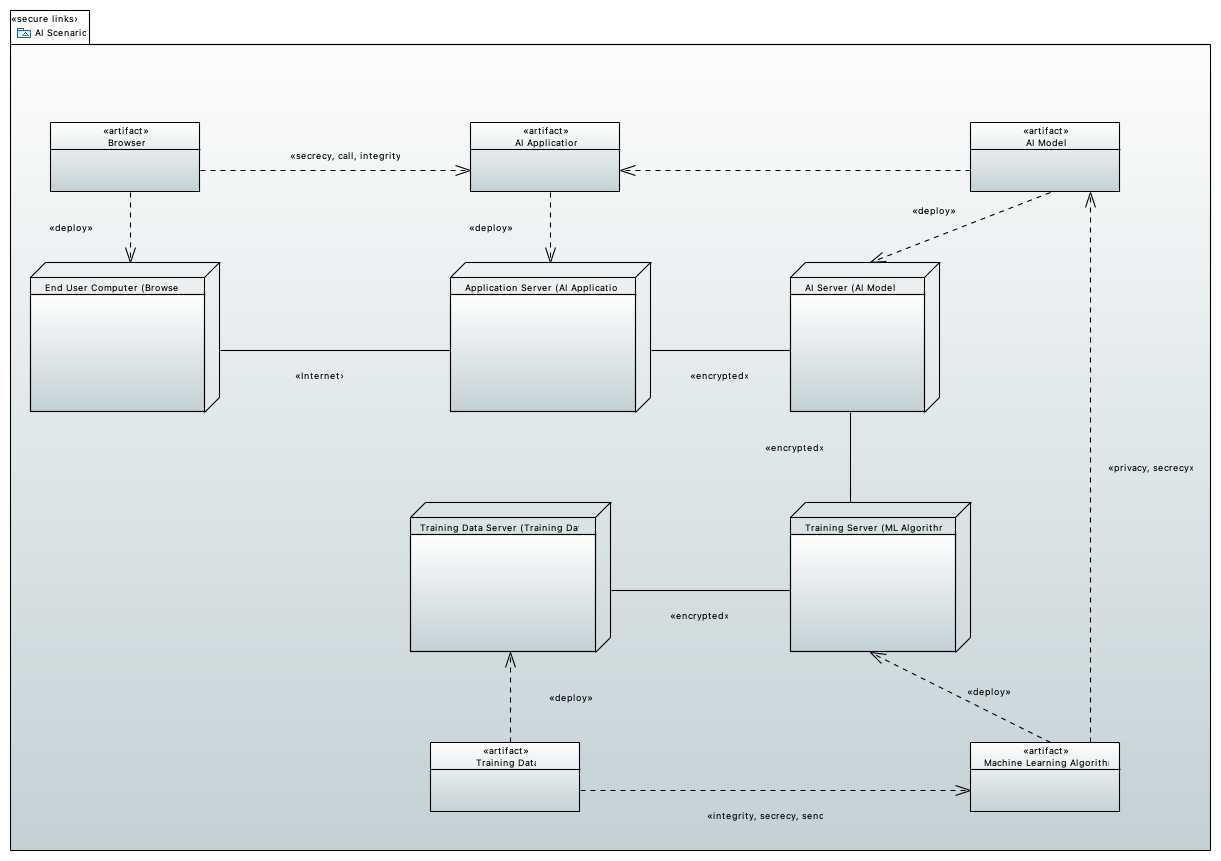 «secure links›
AI Scenaric
«artifact»
Browser
«artifact»
AI Applicatior
«artifact»
AI Model
«secrecy, call, integrity
«deploy»
«deploy»
«deploy»
End User Computer (Browse
Application Server (AI Applicatio
AI Server (AI Model
«Internet›
«encrypted»
«encrypted»
«privacy, secrecy»
Training Data Server (Training Da
Training Server (ML Algorithr
«encrypted»
«deploy»
«deploy»
«artifact»
Training Data
«artifact»
Machine Learning Algorith
«integrity, secrecy, senc